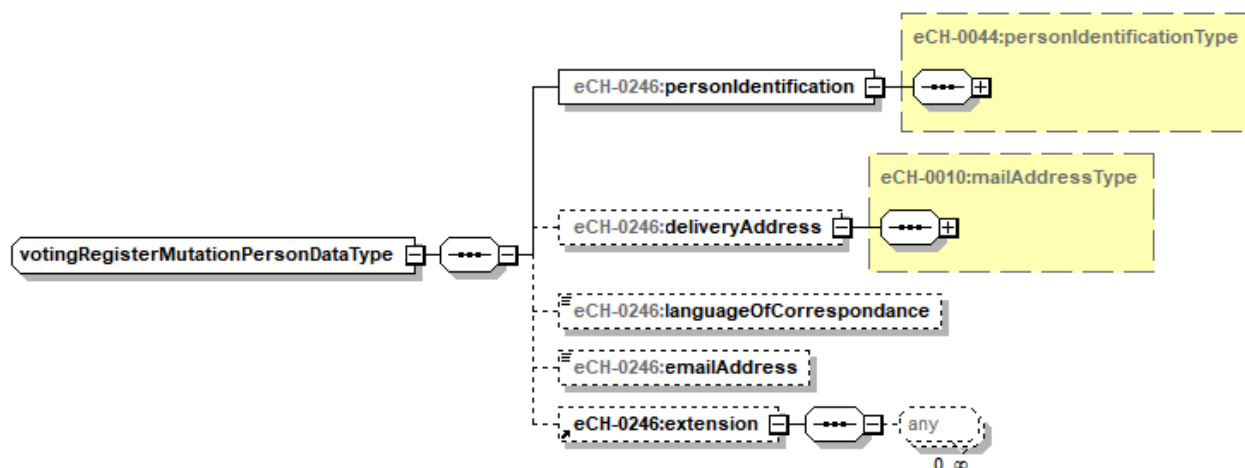 eCH-0044:personIdentificationType
eCH-0246:personIdentification
eCH-0010:mailAddressType
eCH-0246:deliveryAddress
votingRegisterMutationPersonDataType
eCH-0246:languageOfCorrespondance
eCH-0246:emailAddress
eCH-0246:extension
any
0..∞